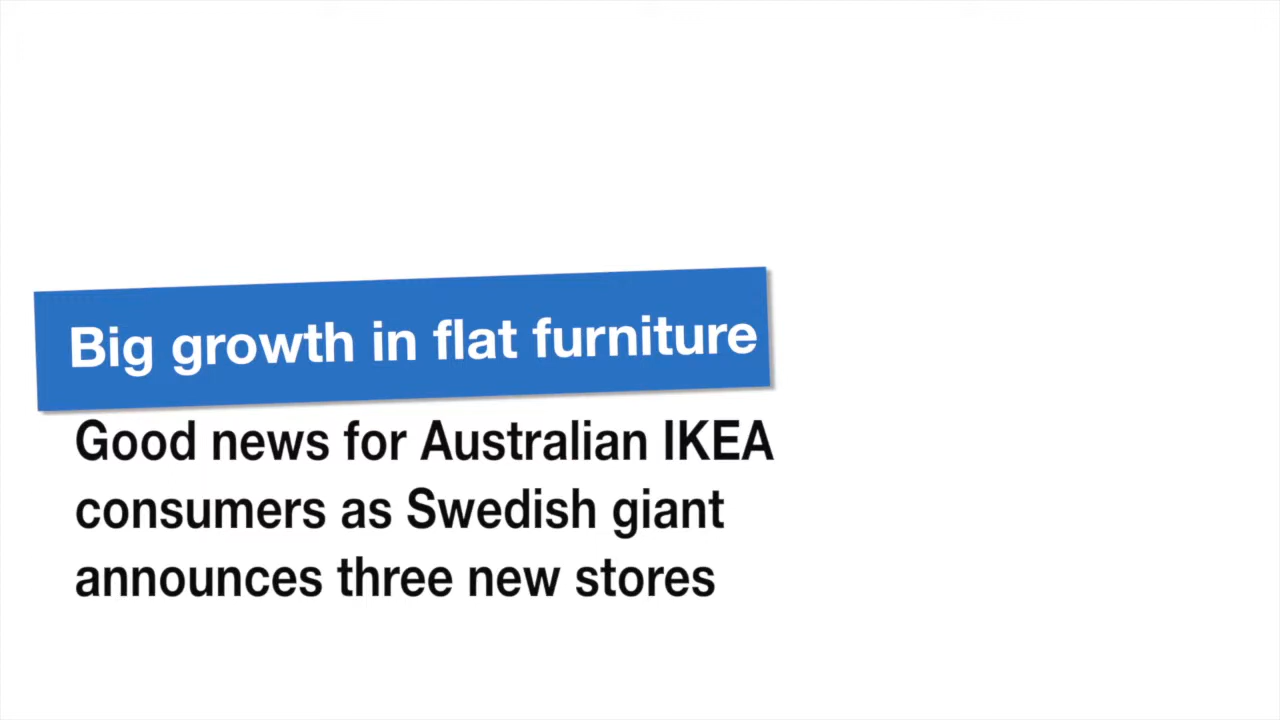 Big growth in flat furniture
Good news for Australian IKEA
consumers as Swedish giant
announces three new stores